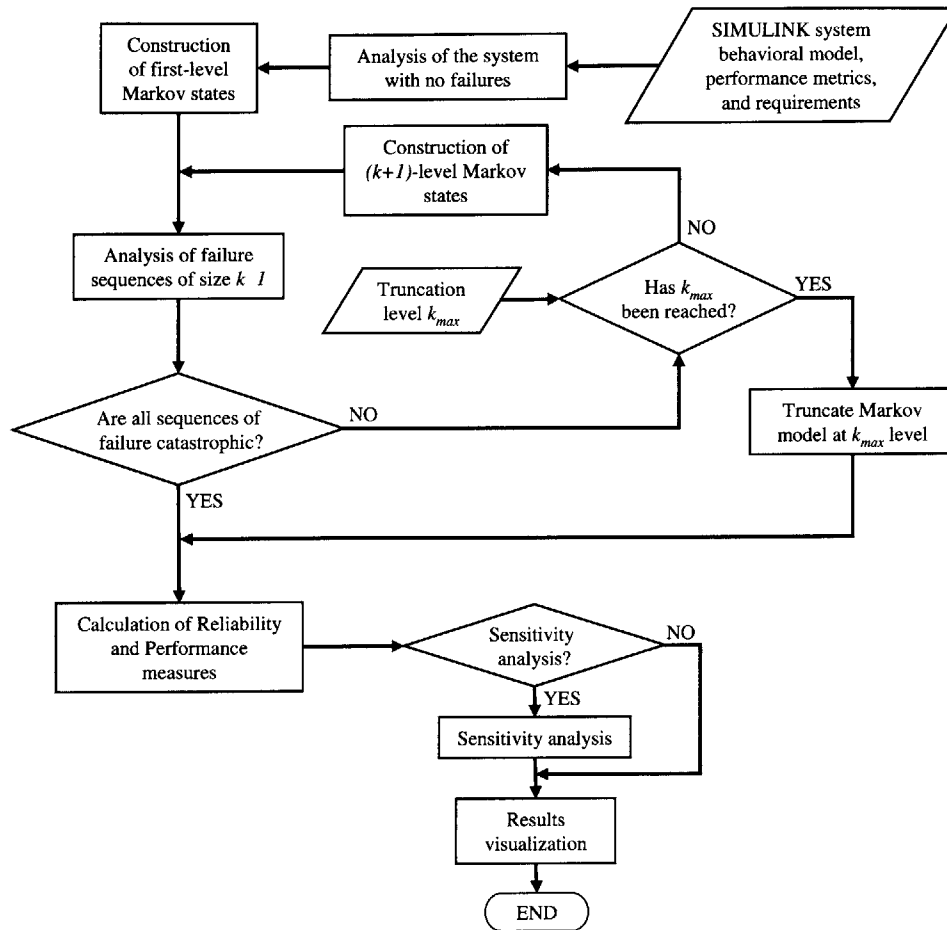 SIMULINK system
behavioral model,
performance metrics,
and requirements
Analysis of the system
with no failures
Construction
of first-level
Markov states
Construction of
(k+1)-level Markov
states
Analysis of failure
sequences of size k 1
Truncation
level kmax
NO
Has kmax
been reached?
YES
Are all sequences of
failure catastrophic?
NO
YES
Truncate Markov
model at kmax level
Calculation of Reliability
and Performance
measures
Sensitivity
analysis?
NO
YES
Sensitivity analysis
Results
visualization
END